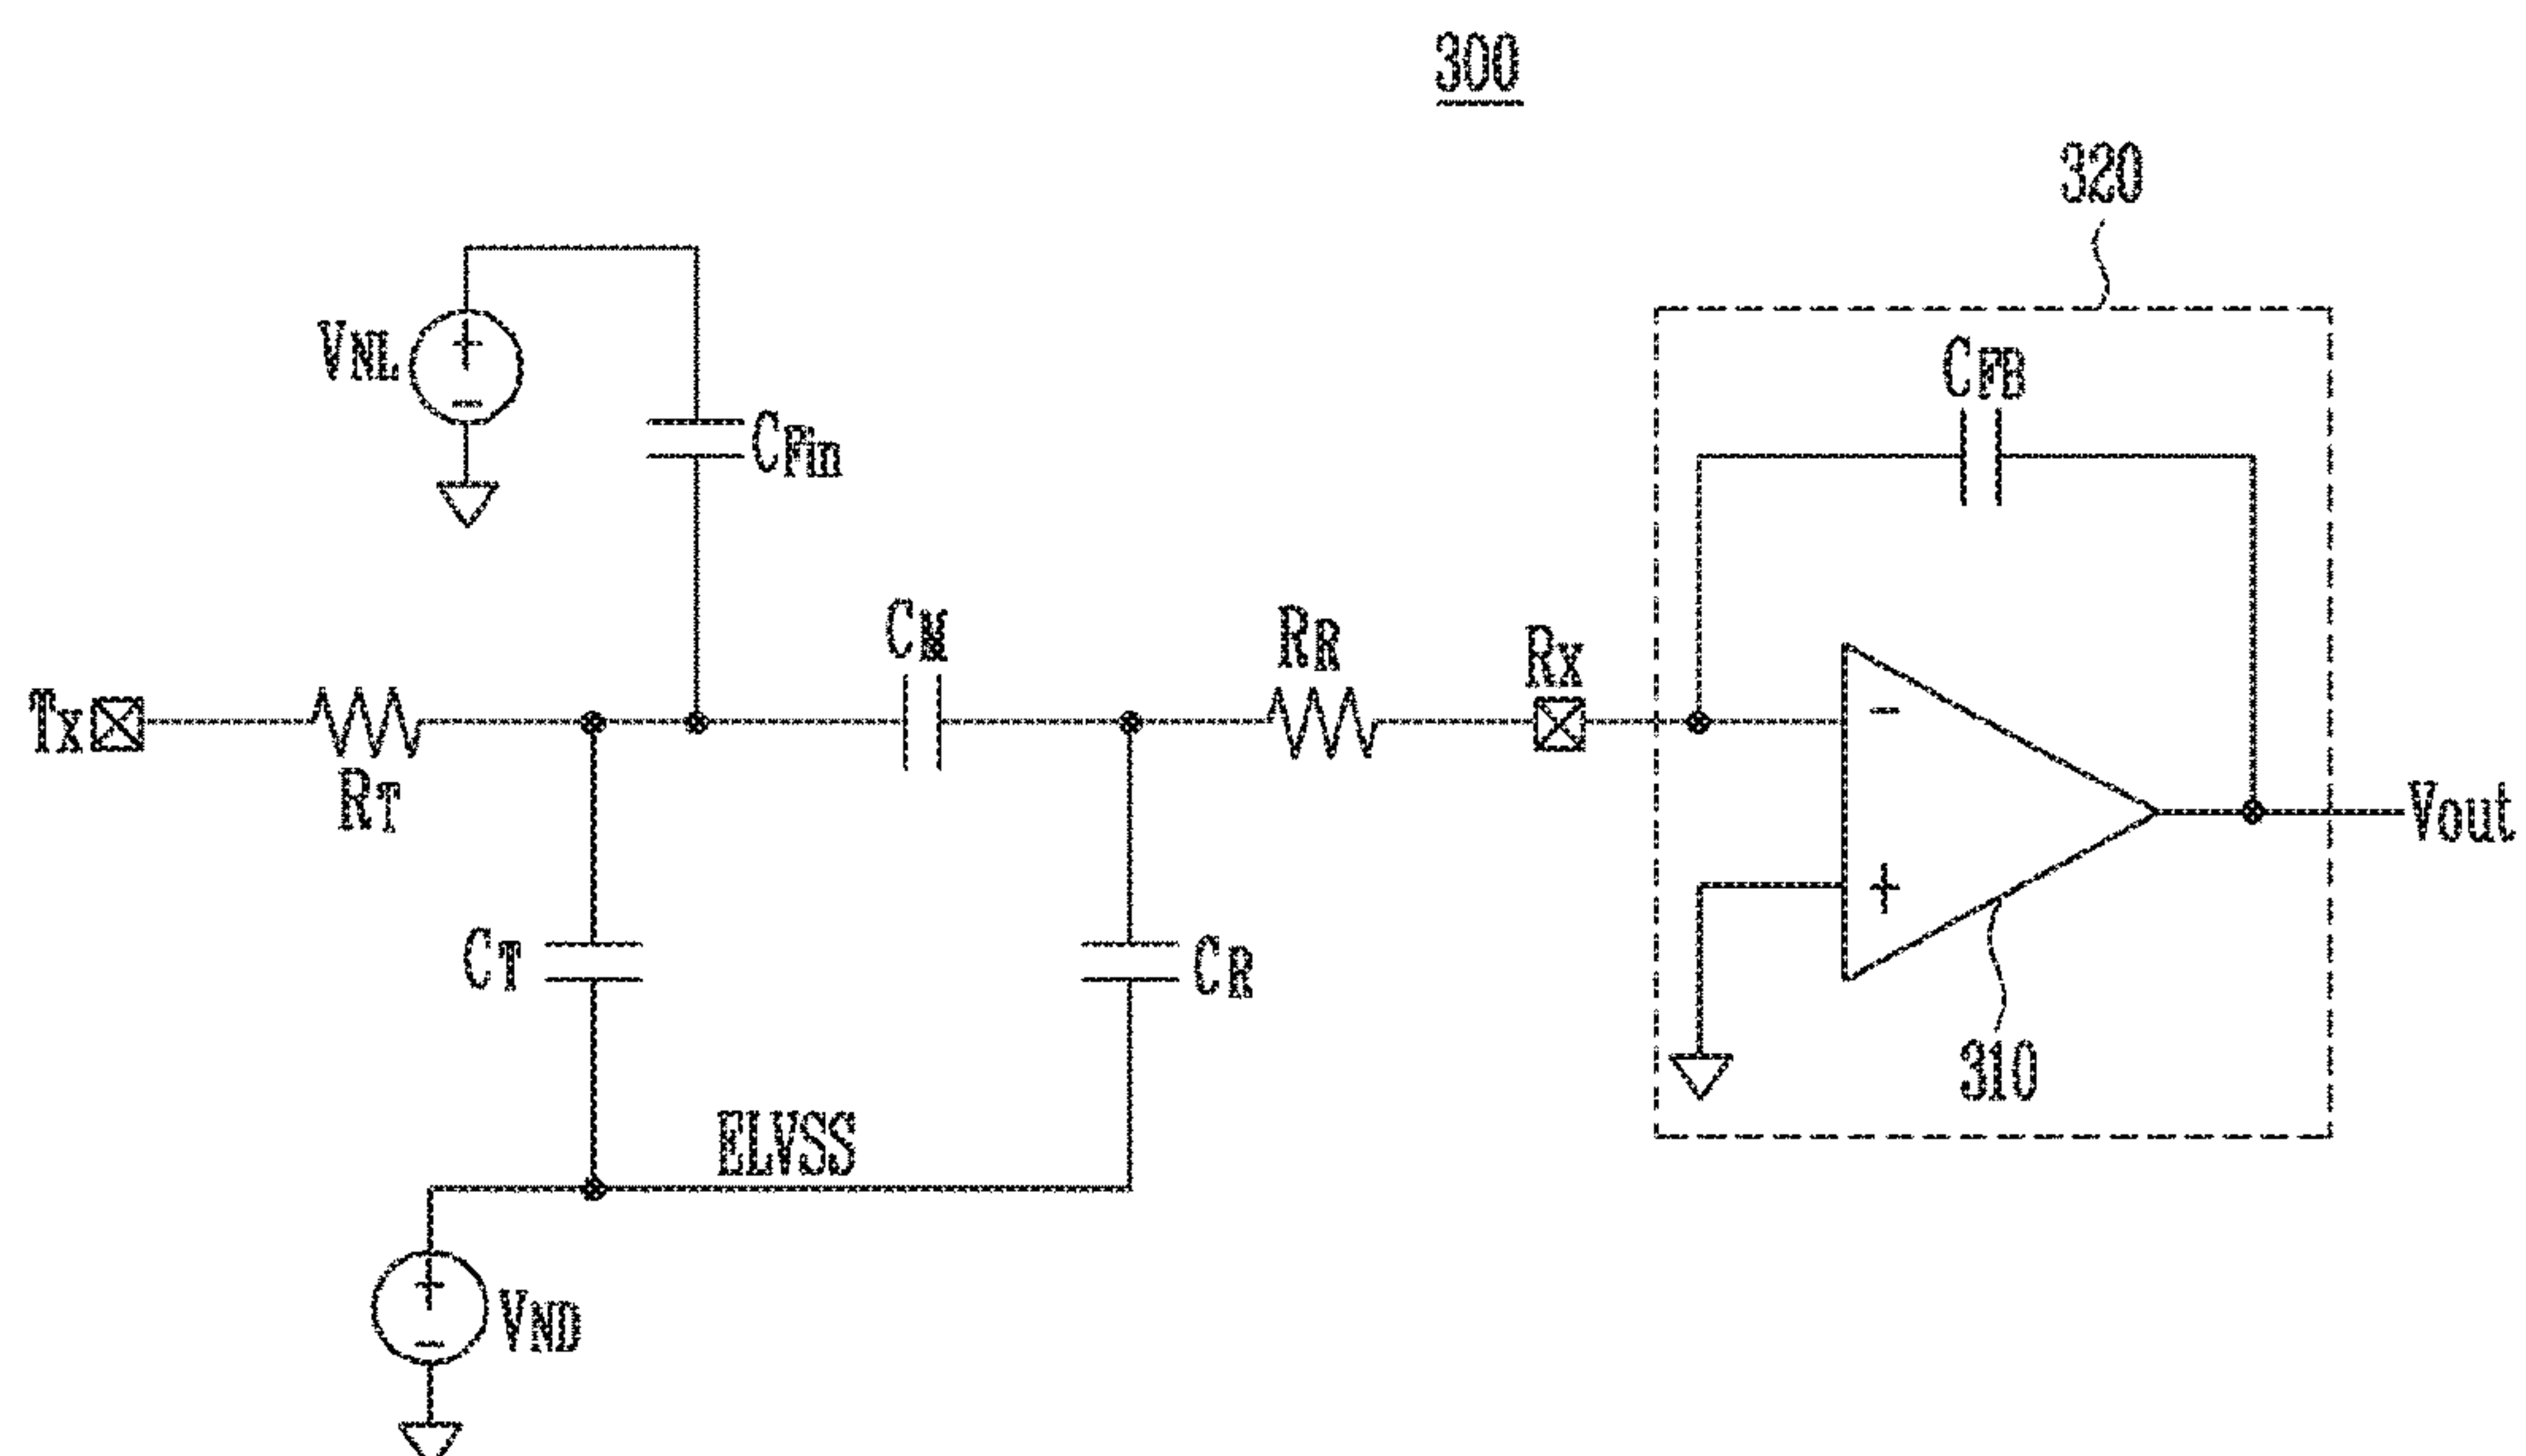 300
320
VNL
+
−
CFin
CFB
CM
RR
Rx
Tx
RT
−
+
Vout
CT
CR
310
ELVSS
+
−
VND